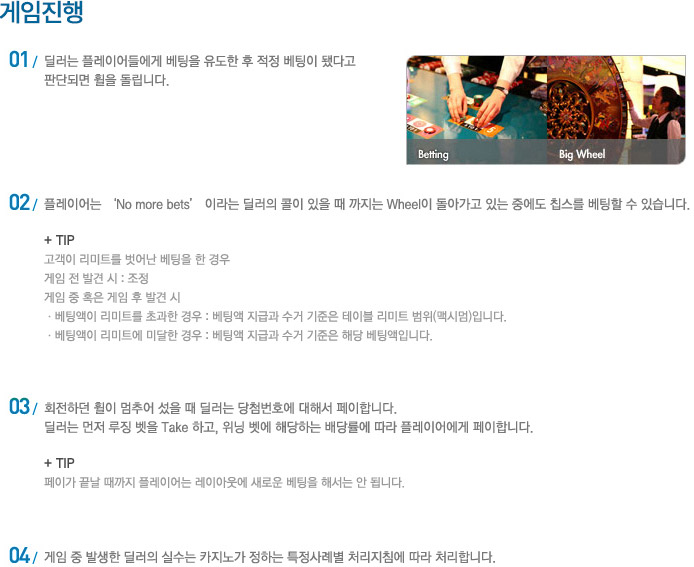 게임진행
01 / 딜러는 플레이어들에게 베팅을 유도한 후 적정 베팅이 됐다고
판단되면 휠을 돌립니다.
Betting
Big Wheel
02 / 플레이어는 ‘No more bets’ 이라는 딜러의 콜이 있을 때 까지는 Wheel이 돌아가고 있는 중에도 칩스를 베팅할 수 있습니다.
+ TIP
고객이 리미트를 벗어난 베팅을 한 경우
게임 전 발견 시 : 조정
게임 중 혹은 게임 후 발견 시
· 베팅액이 리미트를 초과한 경우 : 베팅액 지급과 수거 기준은 테이블 리미트 범위(맥시멈)입니다.
· 베팅액이 리미트에 미달한 경우 : 베팅액 지급과 수거 기준은 해당 베팅액입니다.
03 / 회전하던 휠이 멈추어 섰을 때 딜러는 당첨번호에 대해서 페이합니다.
딜러는 먼저 루징 벳을 Take 하고, 위닝 벳에 해당하는 배당률에 따라 플레이어에게 페이합니다.
+ TIP
페이가 끝날 때까지 플레이어는 레이아웃에 새로운 베팅을 해서는 안 됩니다.
04 / 게임 중 발생한 딜러의 실수는 카지노가 정하는 특정사례별 처리지침에 따라 처리합니다.